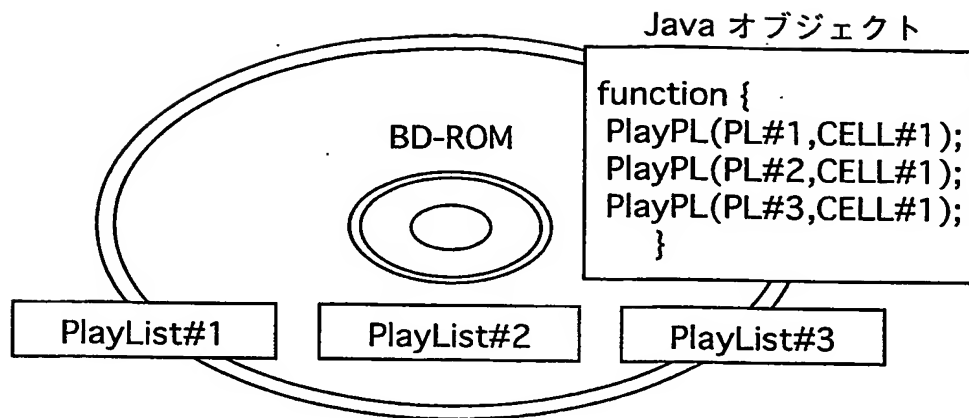 Java オブジェクト
function {
PlayPL(PL#1,CELL#1);
PlayPL(PL#2,CELL#1);
PlayPL(PL#3,CELL#1);
}
BD-ROM
PlayList#1
PlayList#2
PlayList#3